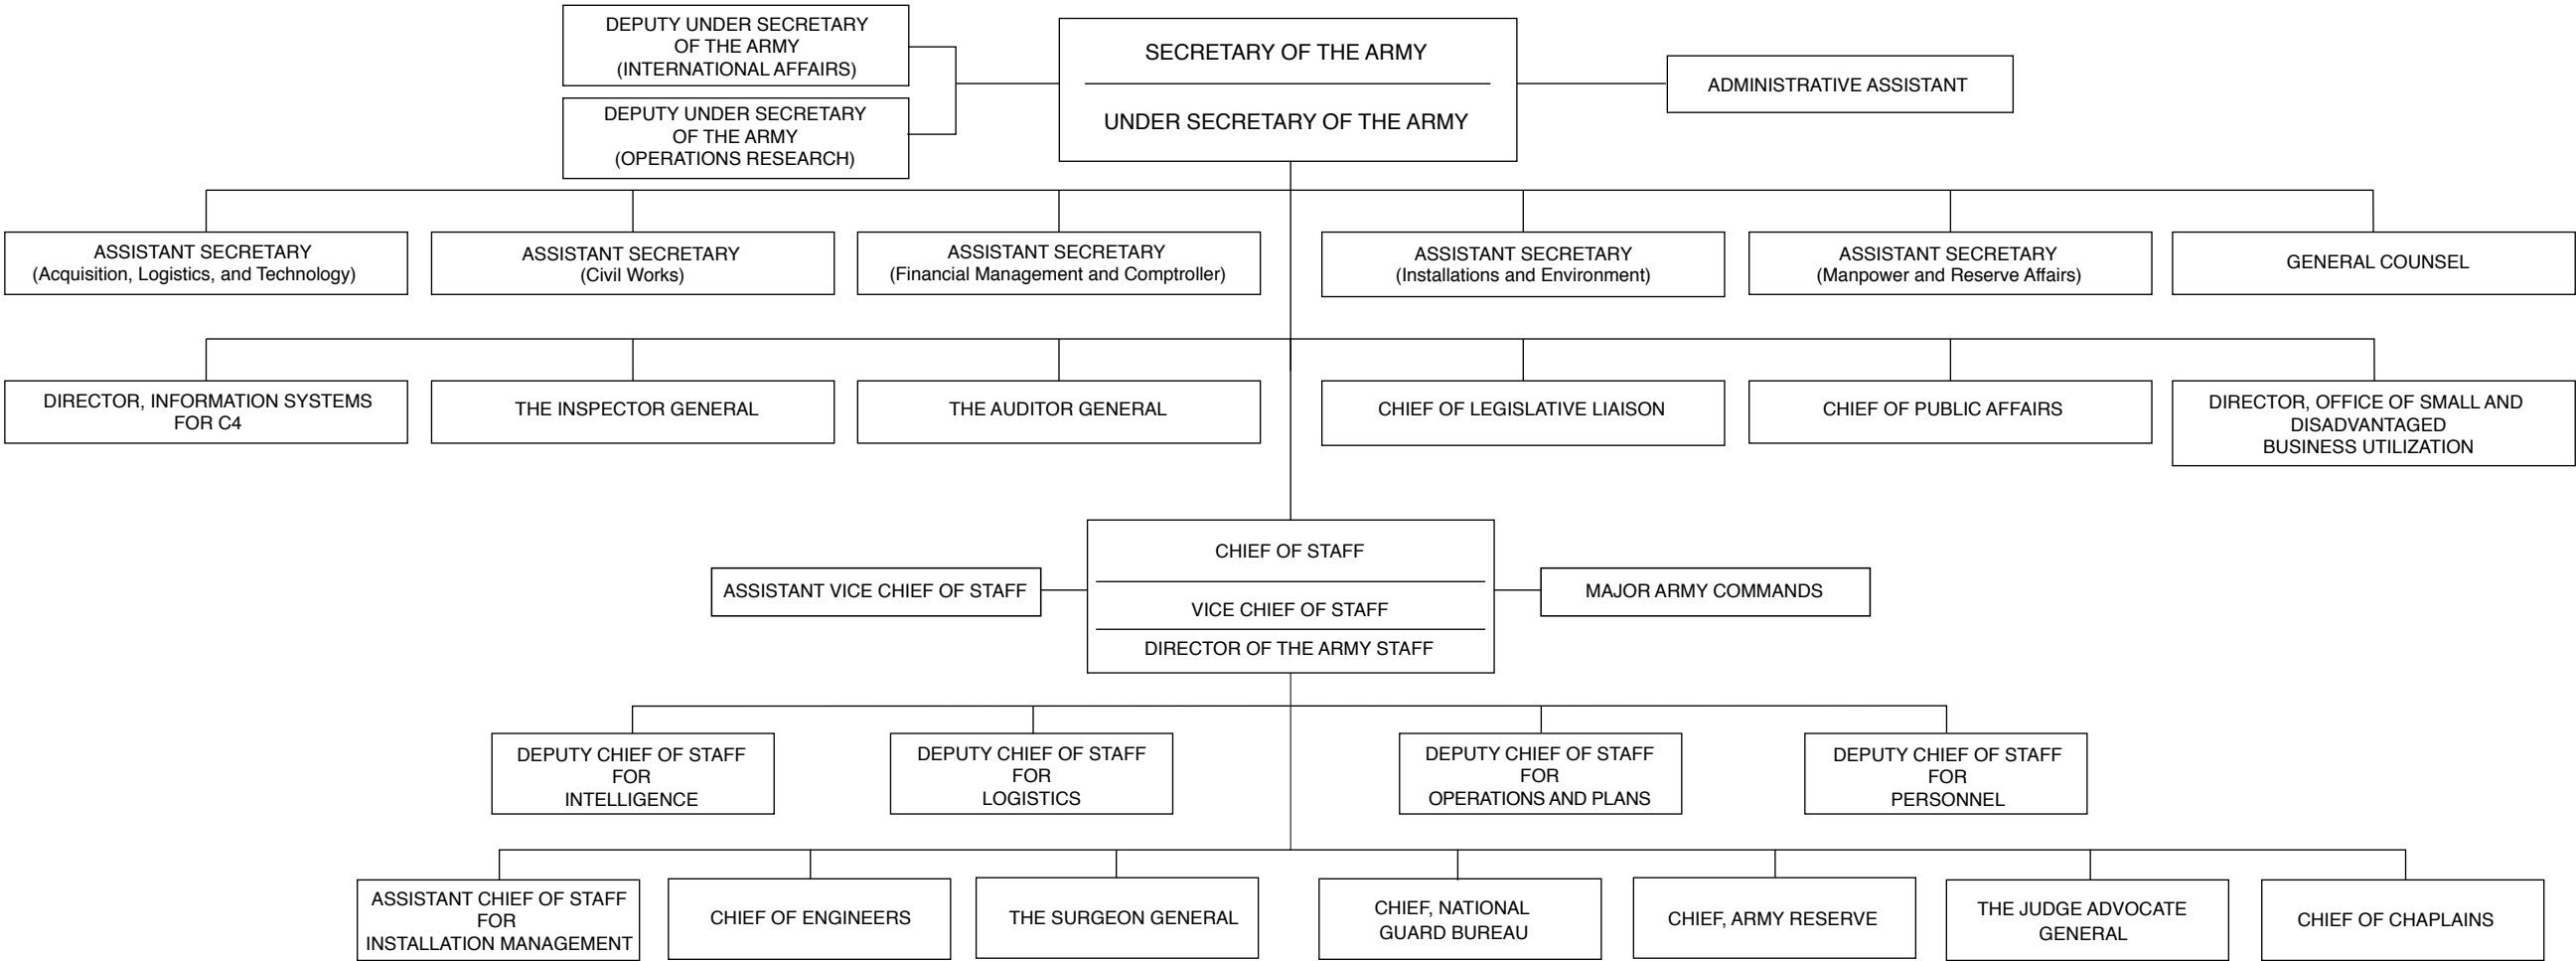 DEPUTY UNDER SECRETARY
OF THE ARMY
(INTERNATIONAL AFFAIRS)
DEPUTY UNDER SECRETARY
OF THE ARMY
(OPERATIONS RESEARCH)
SECRETARY OF THE ARMY
UNDER SECRETARY OF THE ARMY
ADMINISTRATIVE ASSISTANT
ASSISTANT SECRETARY
(Acquisition, Logistics, and Technology)
ASSISTANT SECRETARY
(Civil Works)
ASSISTANT SECRETARY
(Financial Management and Comptroller)
ASSISTANT SECRETARY
(Installations and Environment)
ASSISTANT SECRETARY
(Manpower and Reserve Affairs)
GENERAL COUNSEL
DIRECTOR, INFORMATION SYSTEMS
FOR C4
THE INSPECTOR GENERAL
THE AUDITOR GENERAL
CHIEF OF LEGISLATIVE LIAISON
CHIEF OF PUBLIC AFFAIRS
DIRECTOR, OFFICE OF SMALL AND
DISADVANTAGED
BUSINESS UTILIZATION
ASSISTANT VICE CHIEF OF STAFF
CHIEF OF STAFF
VICE CHIEF OF STAFF
DIRECTOR OF THE ARMY STAFF
MAJOR ARMY COMMANDS
DEPUTY CHIEF OF STAFF
FOR
INTELLIGENCE
DEPUTY CHIEF OF STAFF
FOR
LOGISTICS
DEPUTY CHIEF OF STAFF
FOR
OPERATIONS AND PLANS
DEPUTY CHIEF OF STAFF
FOR
PERSONNEL
ASSISTANT CHIEF OF STAFF
FOR
INSTALLATION MANAGEMENT
CHIEF OF ENGINEERS
THE SURGEON GENERAL
CHIEF, NATIONAL
GUARD BUREAU
CHIEF, ARMY RESERVE
THE JUDGE ADVOCATE
GENERAL
CHIEF OF CHAPLAINS